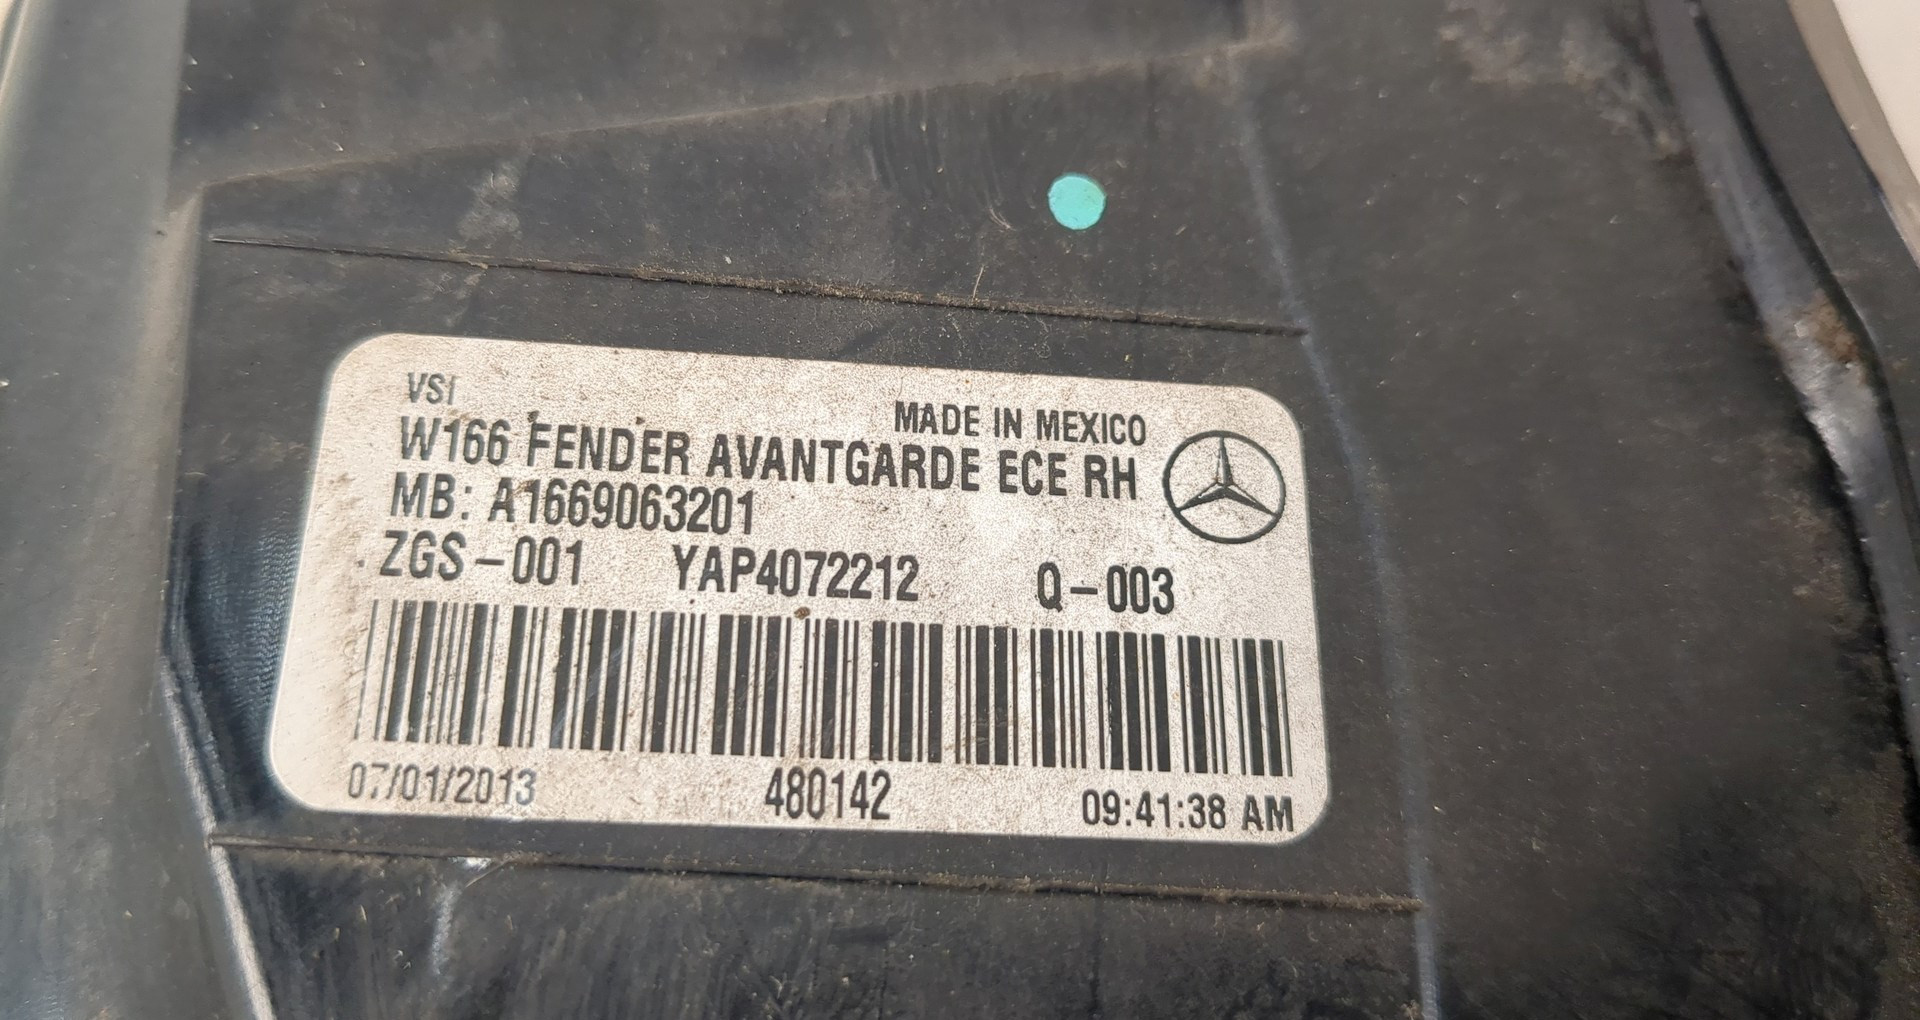 VSI
MADE IN MEXICO
W166 FENDER AVANTGARDE ECE RH
MB: A1669063201
ZGS-001 YAP4072212 Q-003
07/01/2013 480142 09:41:38 AM